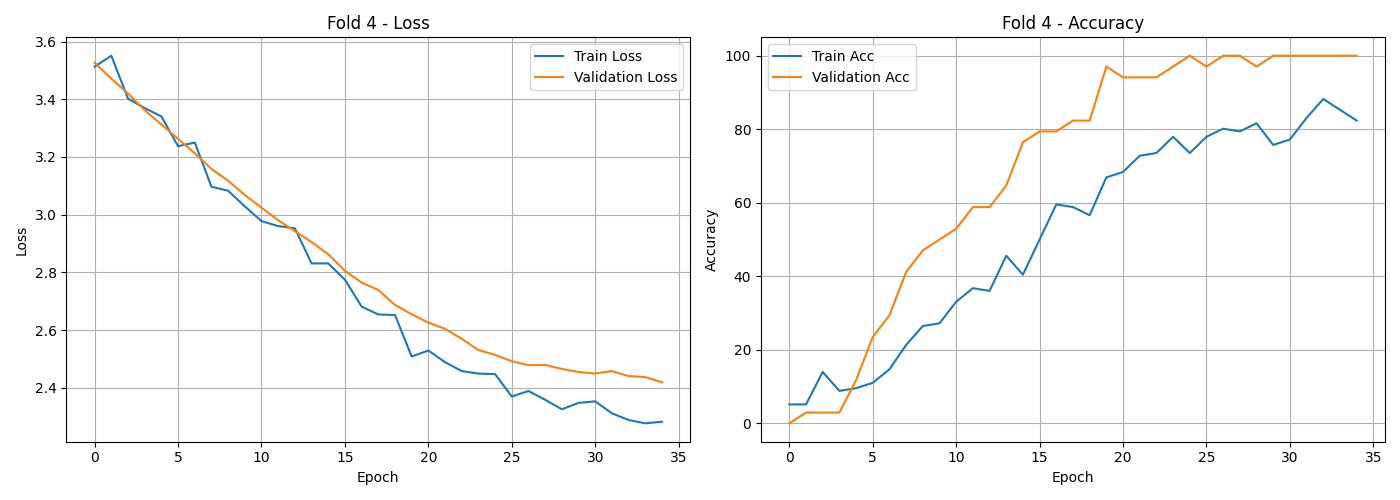 Fold 4 - Loss
3.6
3.4
3.2
3.0
2.8
2.6
2.4
Loss
Train Loss
Validation Loss
0 5 10 15 20 25 30 35
Epoch
Fold 4 - Accuracy
100
80
60
40
20
0
Accuracy
Train Acc
Validation Acc
0 5 10 15 20 25 30 35
Epoch